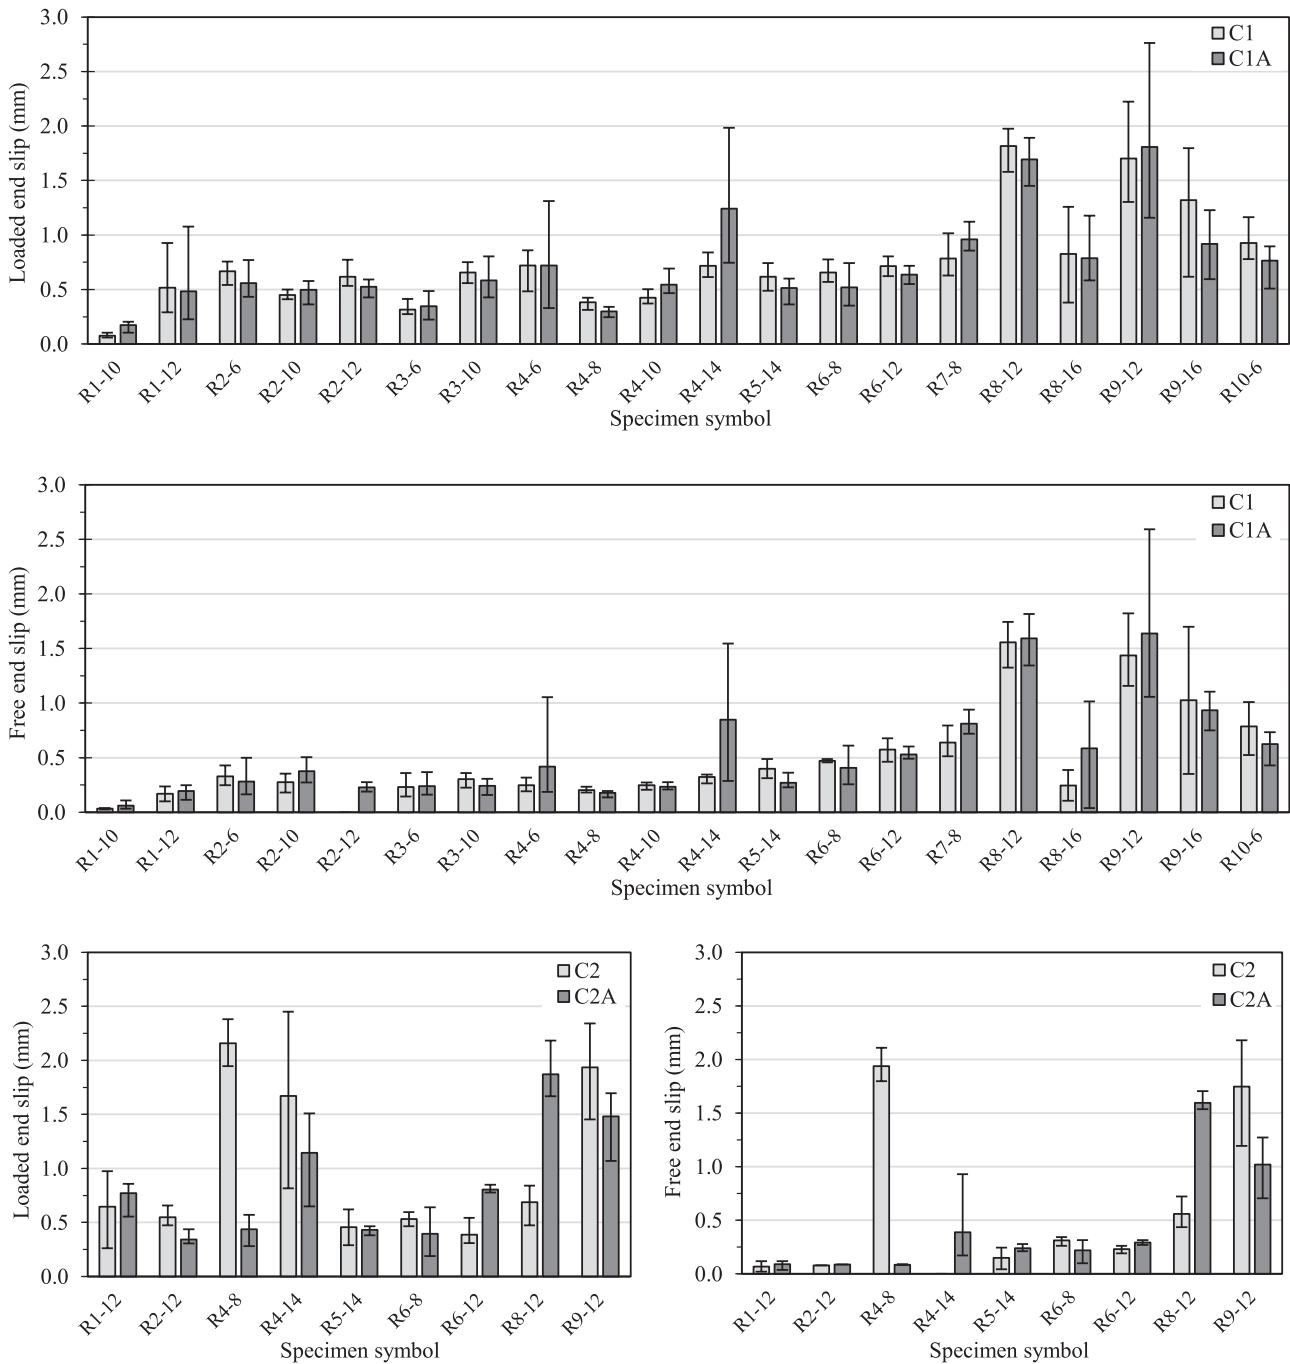 Loaded end slip (mm)
3.0
2.5
2.0
1.5
1.0
0.5
0.0
C1
C1A
R1-10 R1-12 R2-6 R2-10 R2-12 R3-6 R3-10 R4-6 R4-8 R4-10 R4-14 R5-14 R6-8 R6-12 R7-8 R8-12 R8-16 R9-12 R9-16 R10-6
Specimen symbol
Free end slip (mm)
3.0
2.5
2.0
1.5
1.0
0.5
0.0
C1
C1A
R1-10 R1-12 R2-6 R2-10 R2-12 R3-6 R3-10 R4-6 R4-8 R4-10 R4-14 R5-14 R6-8 R6-12 R7-8 R8-12 R8-16 R9-12 R9-16 R10-6
Specimen symbol
Loaded end slip (mm)
3.0
2.5
2.0
1.5
1.0
0.5
0.0
C2
C2A
R1-12 R2-12 R4-8 R4-14 R5-14 R6-8 R6-12 R8-12 R9-12
Specimen symbol
Free end slip (mm)
3.0
2.5
2.0
1.5
1.0
0.5
0.0
C2
C2A
R1-12 R2-12 R4-8 R4-14 R5-14 R6-8 R6-12 R8-12 R9-12
Specimen symbol